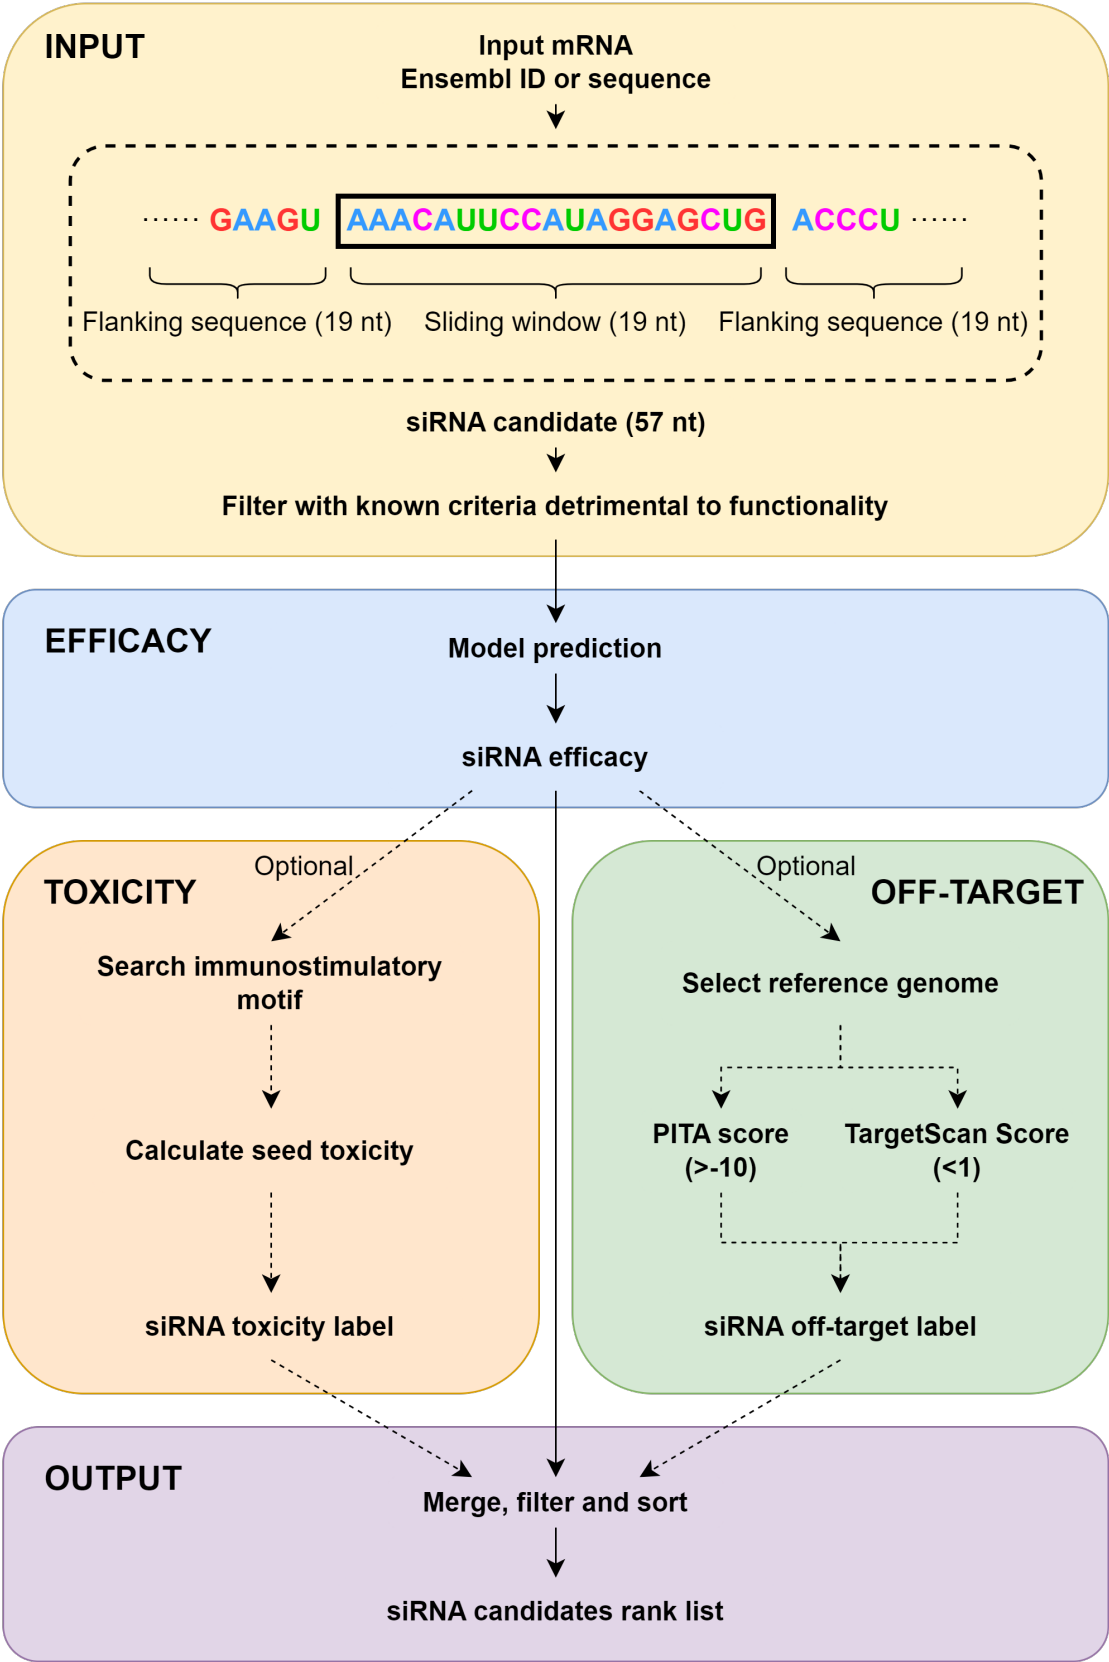 INPUT
Input mRNA
Ensembl ID or sequence
...... GAAGU AAACAUUCCAUAGGAGCUG ACCCU ......
Flanking sequence (19 nt) Sliding window (19 nt) Flanking sequence (19 nt)
siRNA candidate (57 nt)
Filter with known criteria detrimental to functionality
EFFICACY
Model prediction
siRNA efficacy
Optional
TOXICITY
Search immunostimulatory
motif
Calculate seed toxicity
siRNA toxicity label
Optional
OFF-TARGET
Select reference genome
PITA score
(>-10)
TargetScan Score
(<1)
siRNA off-target label
OUTPUT
Merge, filter and sort
siRNA candidates rank list